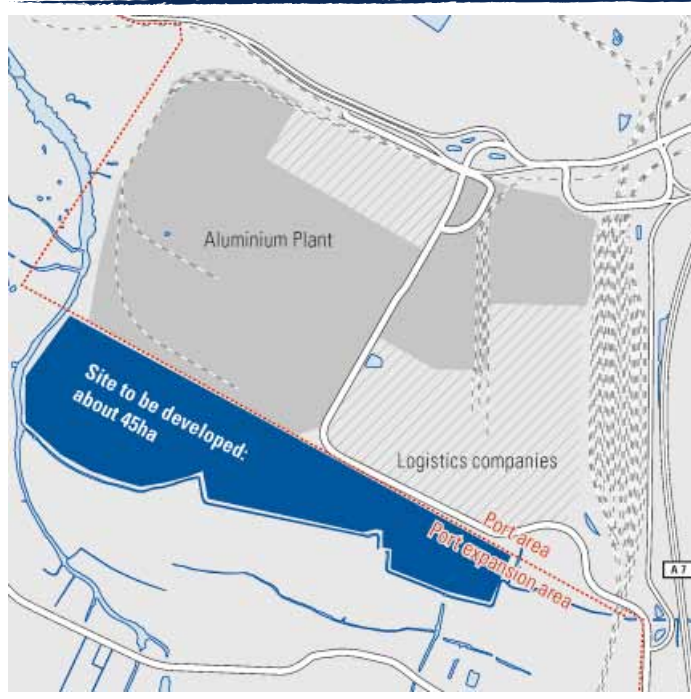 Aluminium Plant
Site to be developed:
about 45ha
Logistics companies
Port area
Port expansion area
A 7